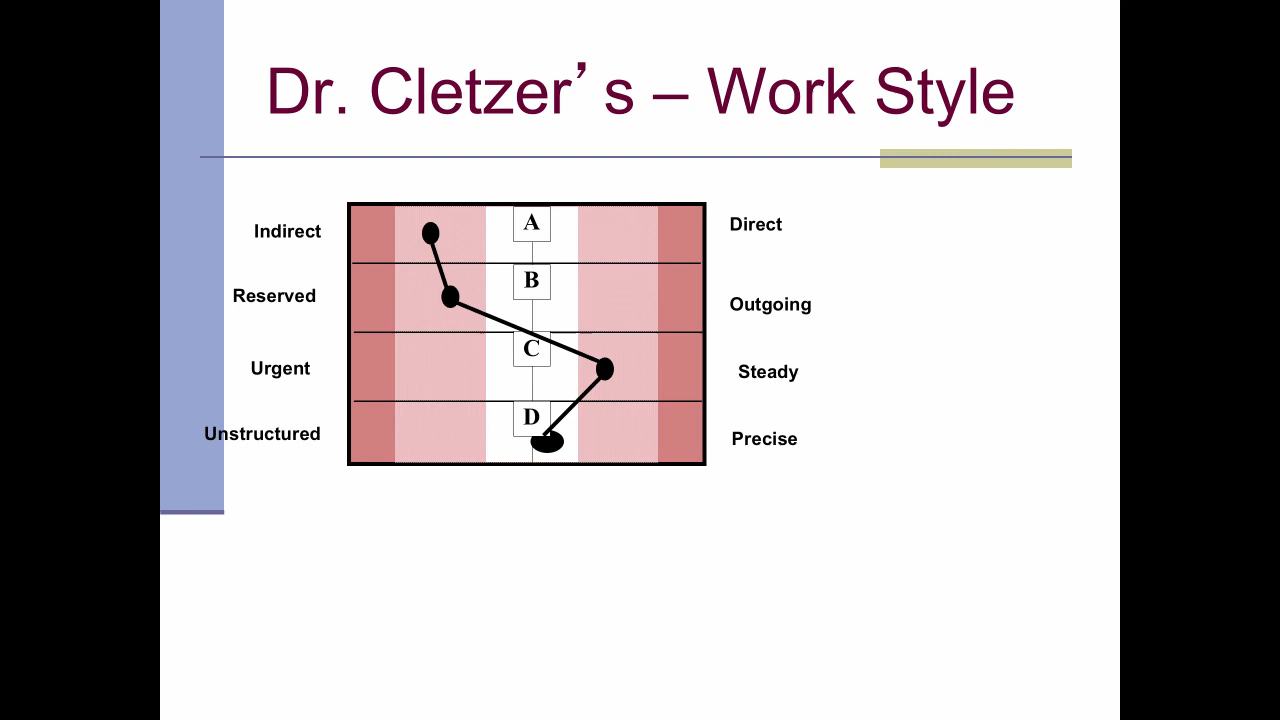 Dr. Cletzer’s – Work Style
Indirect A Direct
Reserved B Outgoing
Urgent C Steady
Unstructured D Precise